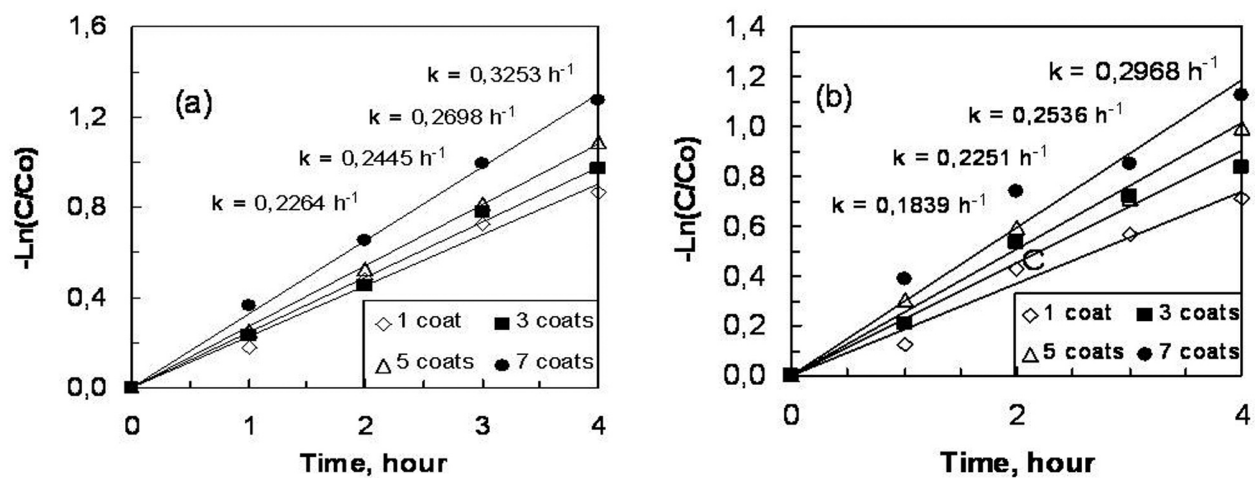 (a)
-Ln(C/Co)
1,6
1,2
0,8
0,4
0,0
k = 0,3253 h-1
k = 0,2698 h-1
k = 0,2445 h-1
k = 0,2264 h-1
1 coat
3 coats
5 coats
7 coats
0 1 2 3 4
Time, hour
(b)
-Ln(C/Co)
1,4
1,2
1,0
0,8
0,6
0,4
0,2
0,0
k = 0,2968 h-1
k = 0,2536 h-1
k = 0,2251 h-1
k = 0,1839 h-1
C
1 coat
3 coats
5 coats
7 coats
0 2 4
Time, hour